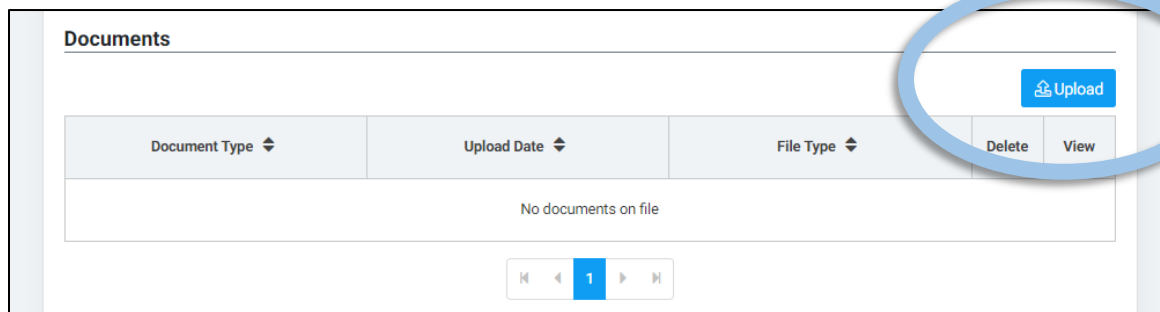 Documents
Upload
Document Type Upload Date File Type Delete View
No documents on file
1